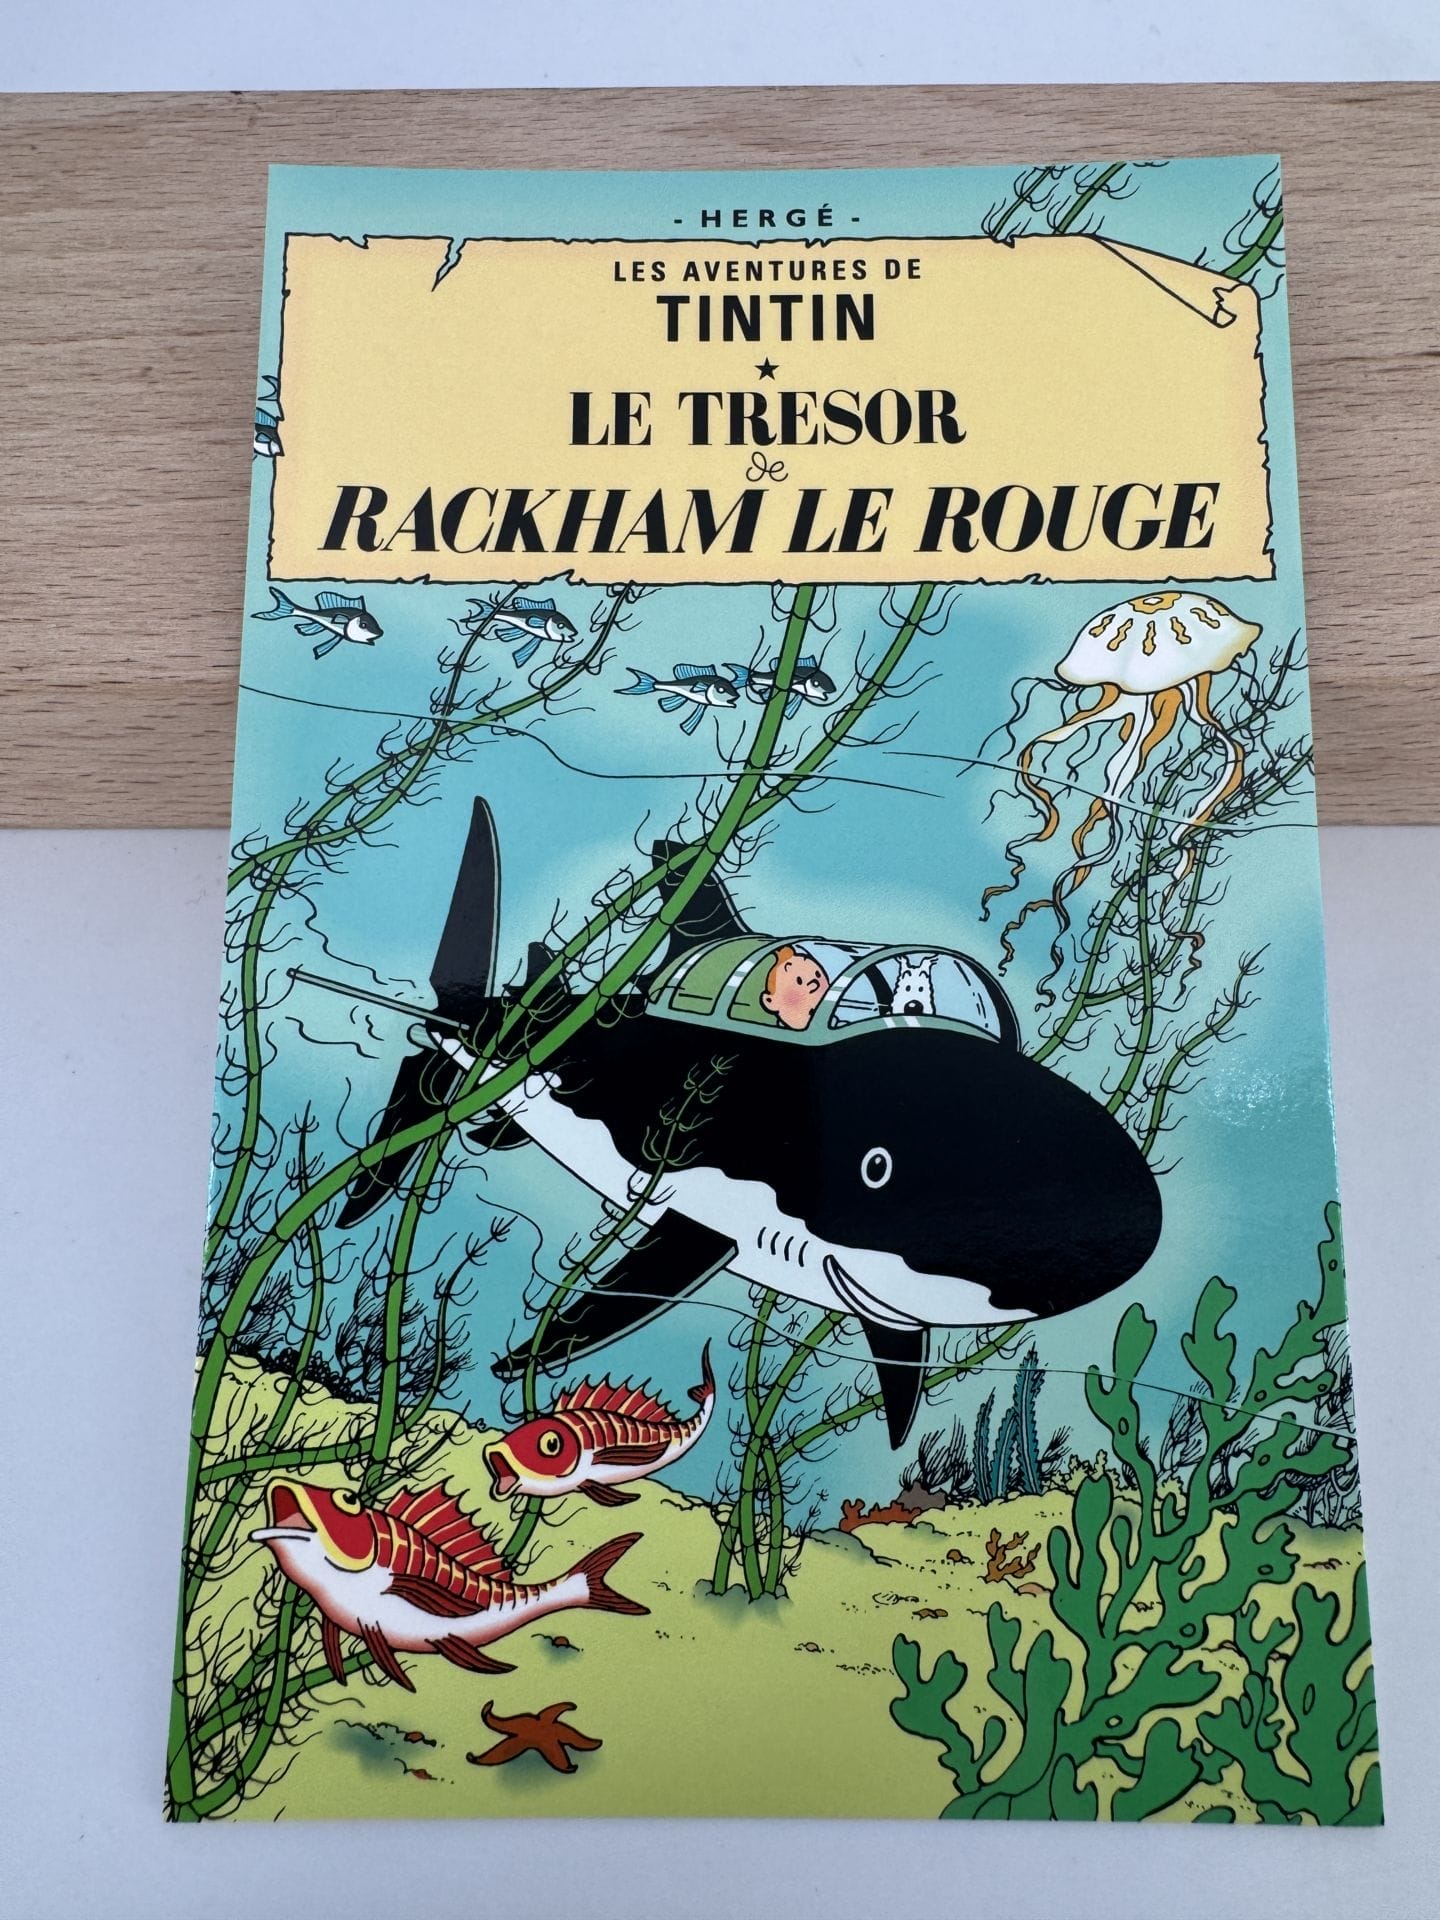 - HERGÉ -
LES AVENTURES DE
TINTIN
LE TRESOR
de
RACKHAM LE ROUGE